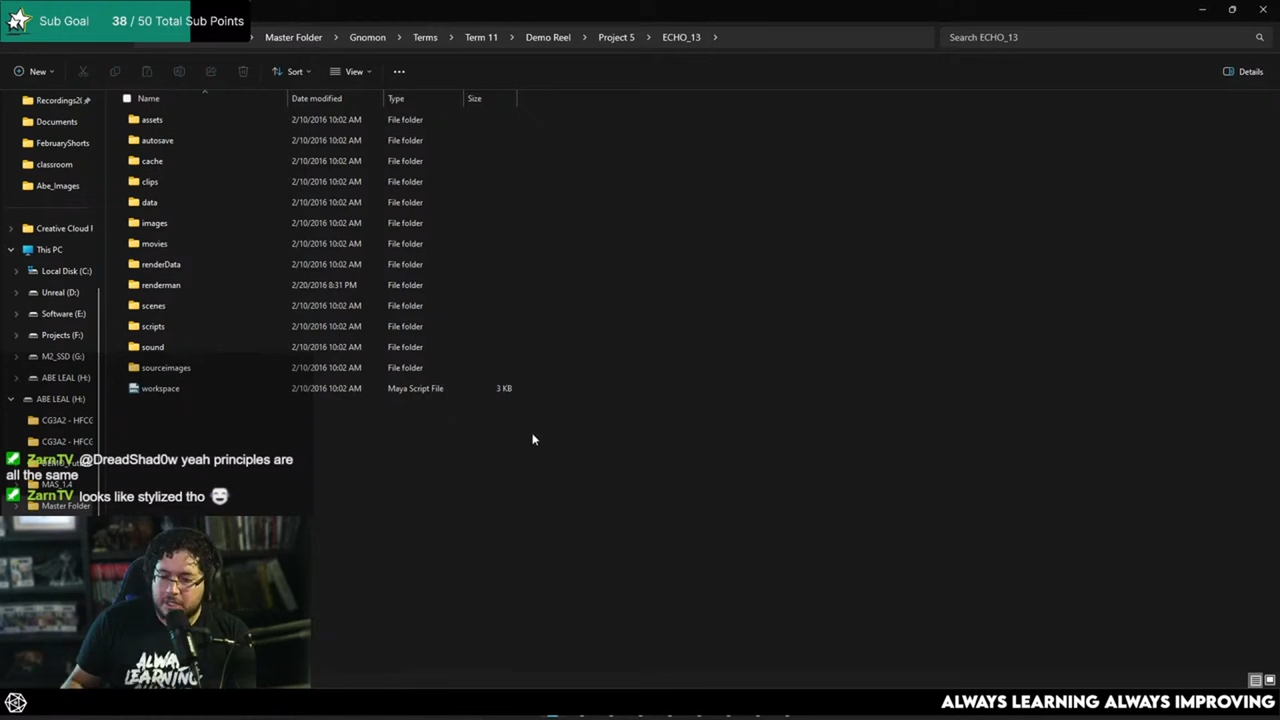 Sub Goal 38 / 50 Total Sub Points
Master Folder > Gnomon > Terms > Term 11 > Demo Reel > Project 5 > ECHO_13 >
Search ECHO_13
New
Sort
View
Details
Name Date modified Type Size
Recordings2(
Documents
FebruaryShorts
classroom
Abe_Images
Creative Cloud F
This PC
Local Disk (C:)
Unreal (D:)
Software (E:)
Projects (F:)
M2_SSD (G:)
ABE LEAL (H:)
ABE LEAL (H:)
CG3A2 - HFCG
CG3A2 - HFCG
MAS_1.4
Master Folder
assets 2/10/2016 10:02 AM File folder
autosave 2/10/2016 10:02 AM File folder
cache 2/10/2016 10:02 AM File folder
clips 2/10/2016 10:02 AM File folder
data 2/10/2016 10:02 AM File folder
images 2/10/2016 10:02 AM File folder
movies 2/10/2016 10:02 AM File folder
renderData 2/10/2016 10:02 AM File folder
renderman 2/20/2016 8:31 PM File folder
scenes 2/10/2016 10:02 AM File folder
scripts 2/10/2016 10:02 AM File folder
sound 2/10/2016 10:02 AM File folder
sourceimages 2/10/2016 10:02 AM File folder
workspace 2/10/2016 10:02 AM Maya Script File 3 KB
ZarnTV @DreadShad0w yeah principles are
all the same
ZarnTV looks like stylized tho
ALWAYS
LEARNING
ALWAYS LEARNING ALWAYS IMPROVING